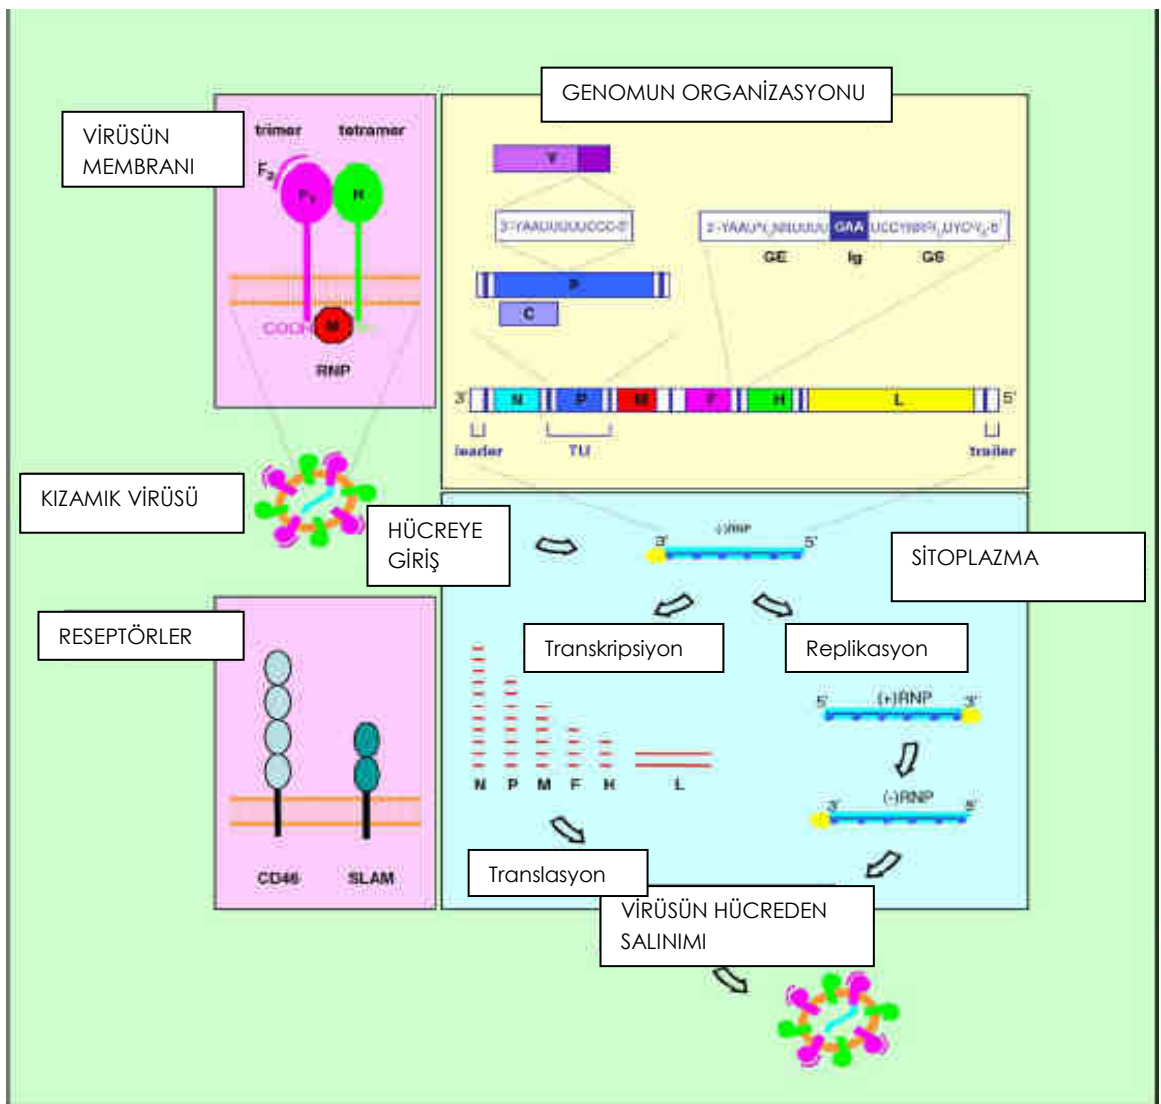 GENOMUN ORGANİZASYONU
VİRÜSÜN
MEMBRANI
trimer tetramer
F₂
F₁ H
COOH M
RNP
Y
C
P
GAA
GE Ig GS
3' N P M F H L 5'
leader TU trailer
KIZAMIK VİRÜSÜ
HÜCREYE
GİRİŞ
3' (-)RNP 5'
SİTOPLAZMA
RESEPTÖRLER
Transkripsiyon
Replikasyon
5' (+)RNP 3'
N P M F H L
3' (-)RNP 5'
CD46 SLAM
Translasyon
VİRÜSÜN HÜCREDEN
SALINIMI